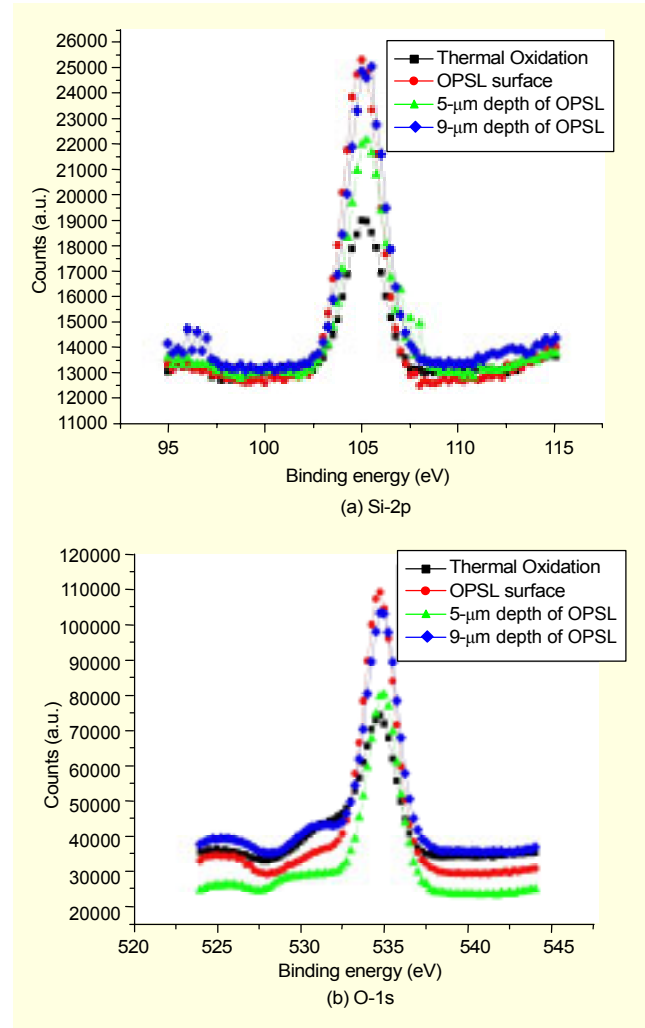 26000
25000
24000
23000
22000
21000
20000
19000
18000
17000
16000
15000
14000
13000
12000
11000
Counts (a.u.)
Thermal Oxidation
OPSL surface
5-μm depth of OPSL
9-μm depth of OPSL
95 100 105 110 115
Binding energy (eV)
(a) Si-2p
120000
110000
100000
90000
80000
70000
60000
50000
40000
30000
20000
Counts (a.u.)
Thermal Oxidation
OPSL surface
5-μm depth of OPSL
9-μm depth of OPSL
520 525 530 535 540 545
Binding energy (eV)
(b) O-1s